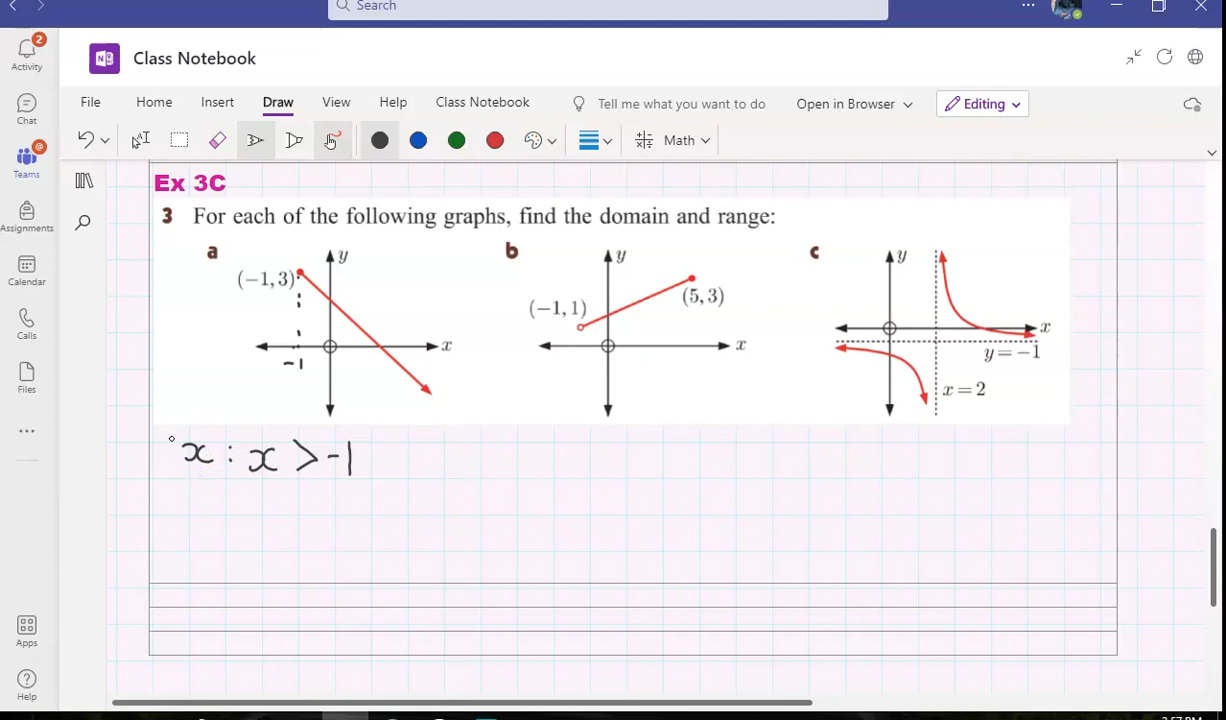 Search
Activity
2
Class Notebook
File Home Insert Draw View Help Class Notebook Tell me what you want to do Open in Browser Editing
Chat
Math
@
Teams
Assignments
Calendar
Calls
Files
Apps
Help
Ex 3C
3 For each of the following graphs, find the domain and range:
a
(−1, 3)
y
x
−1
b
(−1, 1)
y
(5, 3)
x
c
y
x
y = −1
x = 2
x : x > -1